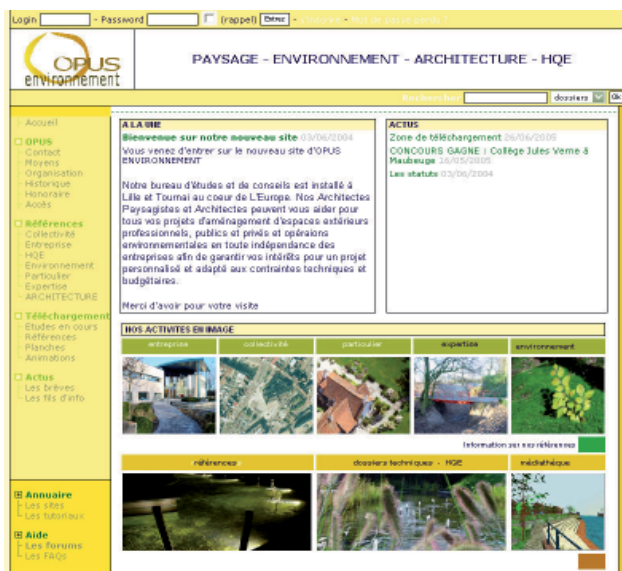 Login - Password (rappel) Entrez - s'inscrire - Mot de passe perdu ?
OPUS
environnement
PAYSAGE - ENVIRONNEMENT - ARCHITECTURE - HQE
Rechercher dossiers Ok
Accueil
OPUS
Contact
Moyens
Organisation
Historique
Honoraire
Accès
Références
Collectivité
Entreprise
HQE
Environnement
Particulier
Expertise
ARCHITECTURE
Téléchargement
Etudes en cours
Références
Planches
Animations
Actus
Les brèves
Les fils d'info
Annuaire
Les sites
Les tutoriaux
Aide
Les forums
Les FAQs
A LA UNE
Bienvenue sur notre nouveau site 03/06/2004
Vous venez d'entrer sur le nouveau site d'OPUS
ENVIRONNEMENT
Notre bureau d'études et de conseils est installé à
Lille et Tournai au coeur de L'Europe. Nos Architectes
Paysagistes et Architectes peuvent vous aider pour
tous vos projets d'aménagement d'espaces extérieurs
professionnels, publics et privés et opérations
environnementales en toute indépendance des
entreprises afin de garantir vos intérêts pour un projet
personnalisé et adapté aux contraintes techniques et
budgétaires.
Merci d'avoir pour votre visite
ACTUS
Zone de téléchargement 26/06/2005
CONCOURS GAGNE : Collège Jules Verne à
Maubeuge 16/05/2005
Les statuts 03/06/2004
NOS ACTIVITES EN IMAGE
entreprise collectivité particulier expertise environnement
Information sur nos références
références dossiers techniques - HQE médiathèque